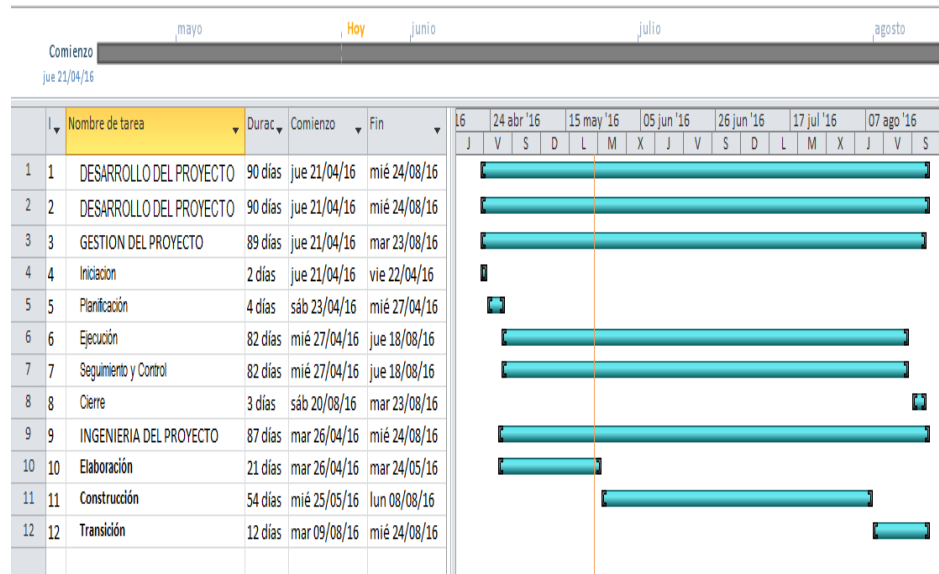 mayo Hoy junio julio agosto
Comienzo
jue 21/04/16
I Nombre de tarea Durac Comienzo Fin 16 24 abr '16 15 may '16 05 jun '16 26 jun '16 17 jul '16 07 ago '16
J V S D L M X J V S D L M X J V S
1 1 DESARROLLO DEL PROYECTO 90 días jue 21/04/16 mié 24/08/16
2 2 DESARROLLO DEL PROYECTO 90 días jue 21/04/16 mié 24/08/16
3 3 GESTION DEL PROYECTO 89 días jue 21/04/16 mar 23/08/16
4 4 Iniciacion 2 días jue 21/04/16 vie 22/04/16
5 5 Planificación 4 días sáb 23/04/16 mié 27/04/16
6 6 Ejecución 82 días mié 27/04/16 jue 18/08/16
7 7 Seguimiento y Control 82 días mié 27/04/16 jue 18/08/16
8 8 Cierre 3 días sáb 20/08/16 mar 23/08/16
9 9 INGENIERIA DEL PROYECTO 87 días mar 26/04/16 mié 24/08/16
10 10 Elaboración 21 días mar 26/04/16 mar 24/05/16
11 11 Construcción 54 días mié 25/05/16 lun 08/08/16
12 12 Transición 12 días mar 09/08/16 mié 24/08/16